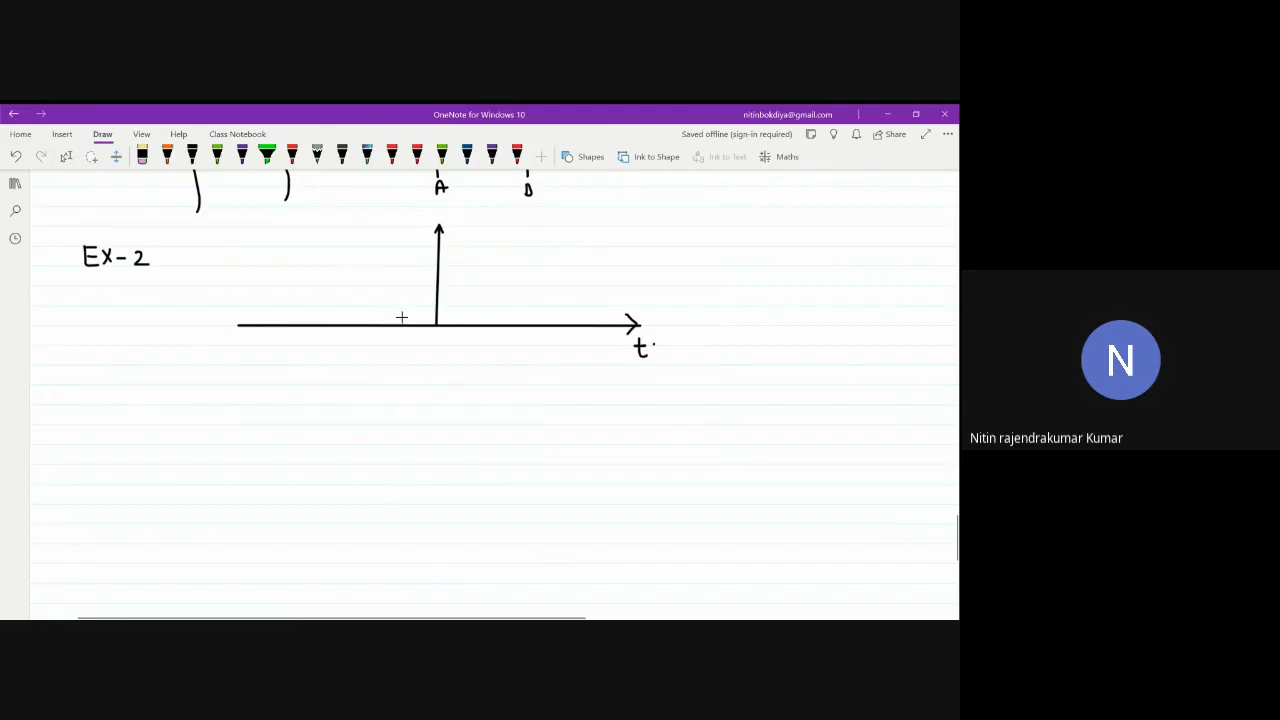 OneNote for Windows 10
nitinbokdiya@gmail.com
Home Insert Draw View Help Class Notebook
Saved offline (sign-in required)
Share
Shapes
Ink to Shape
Ink to Text
Maths
A D
Ex-2
t
N
Nitin rajendrakumar Kumar